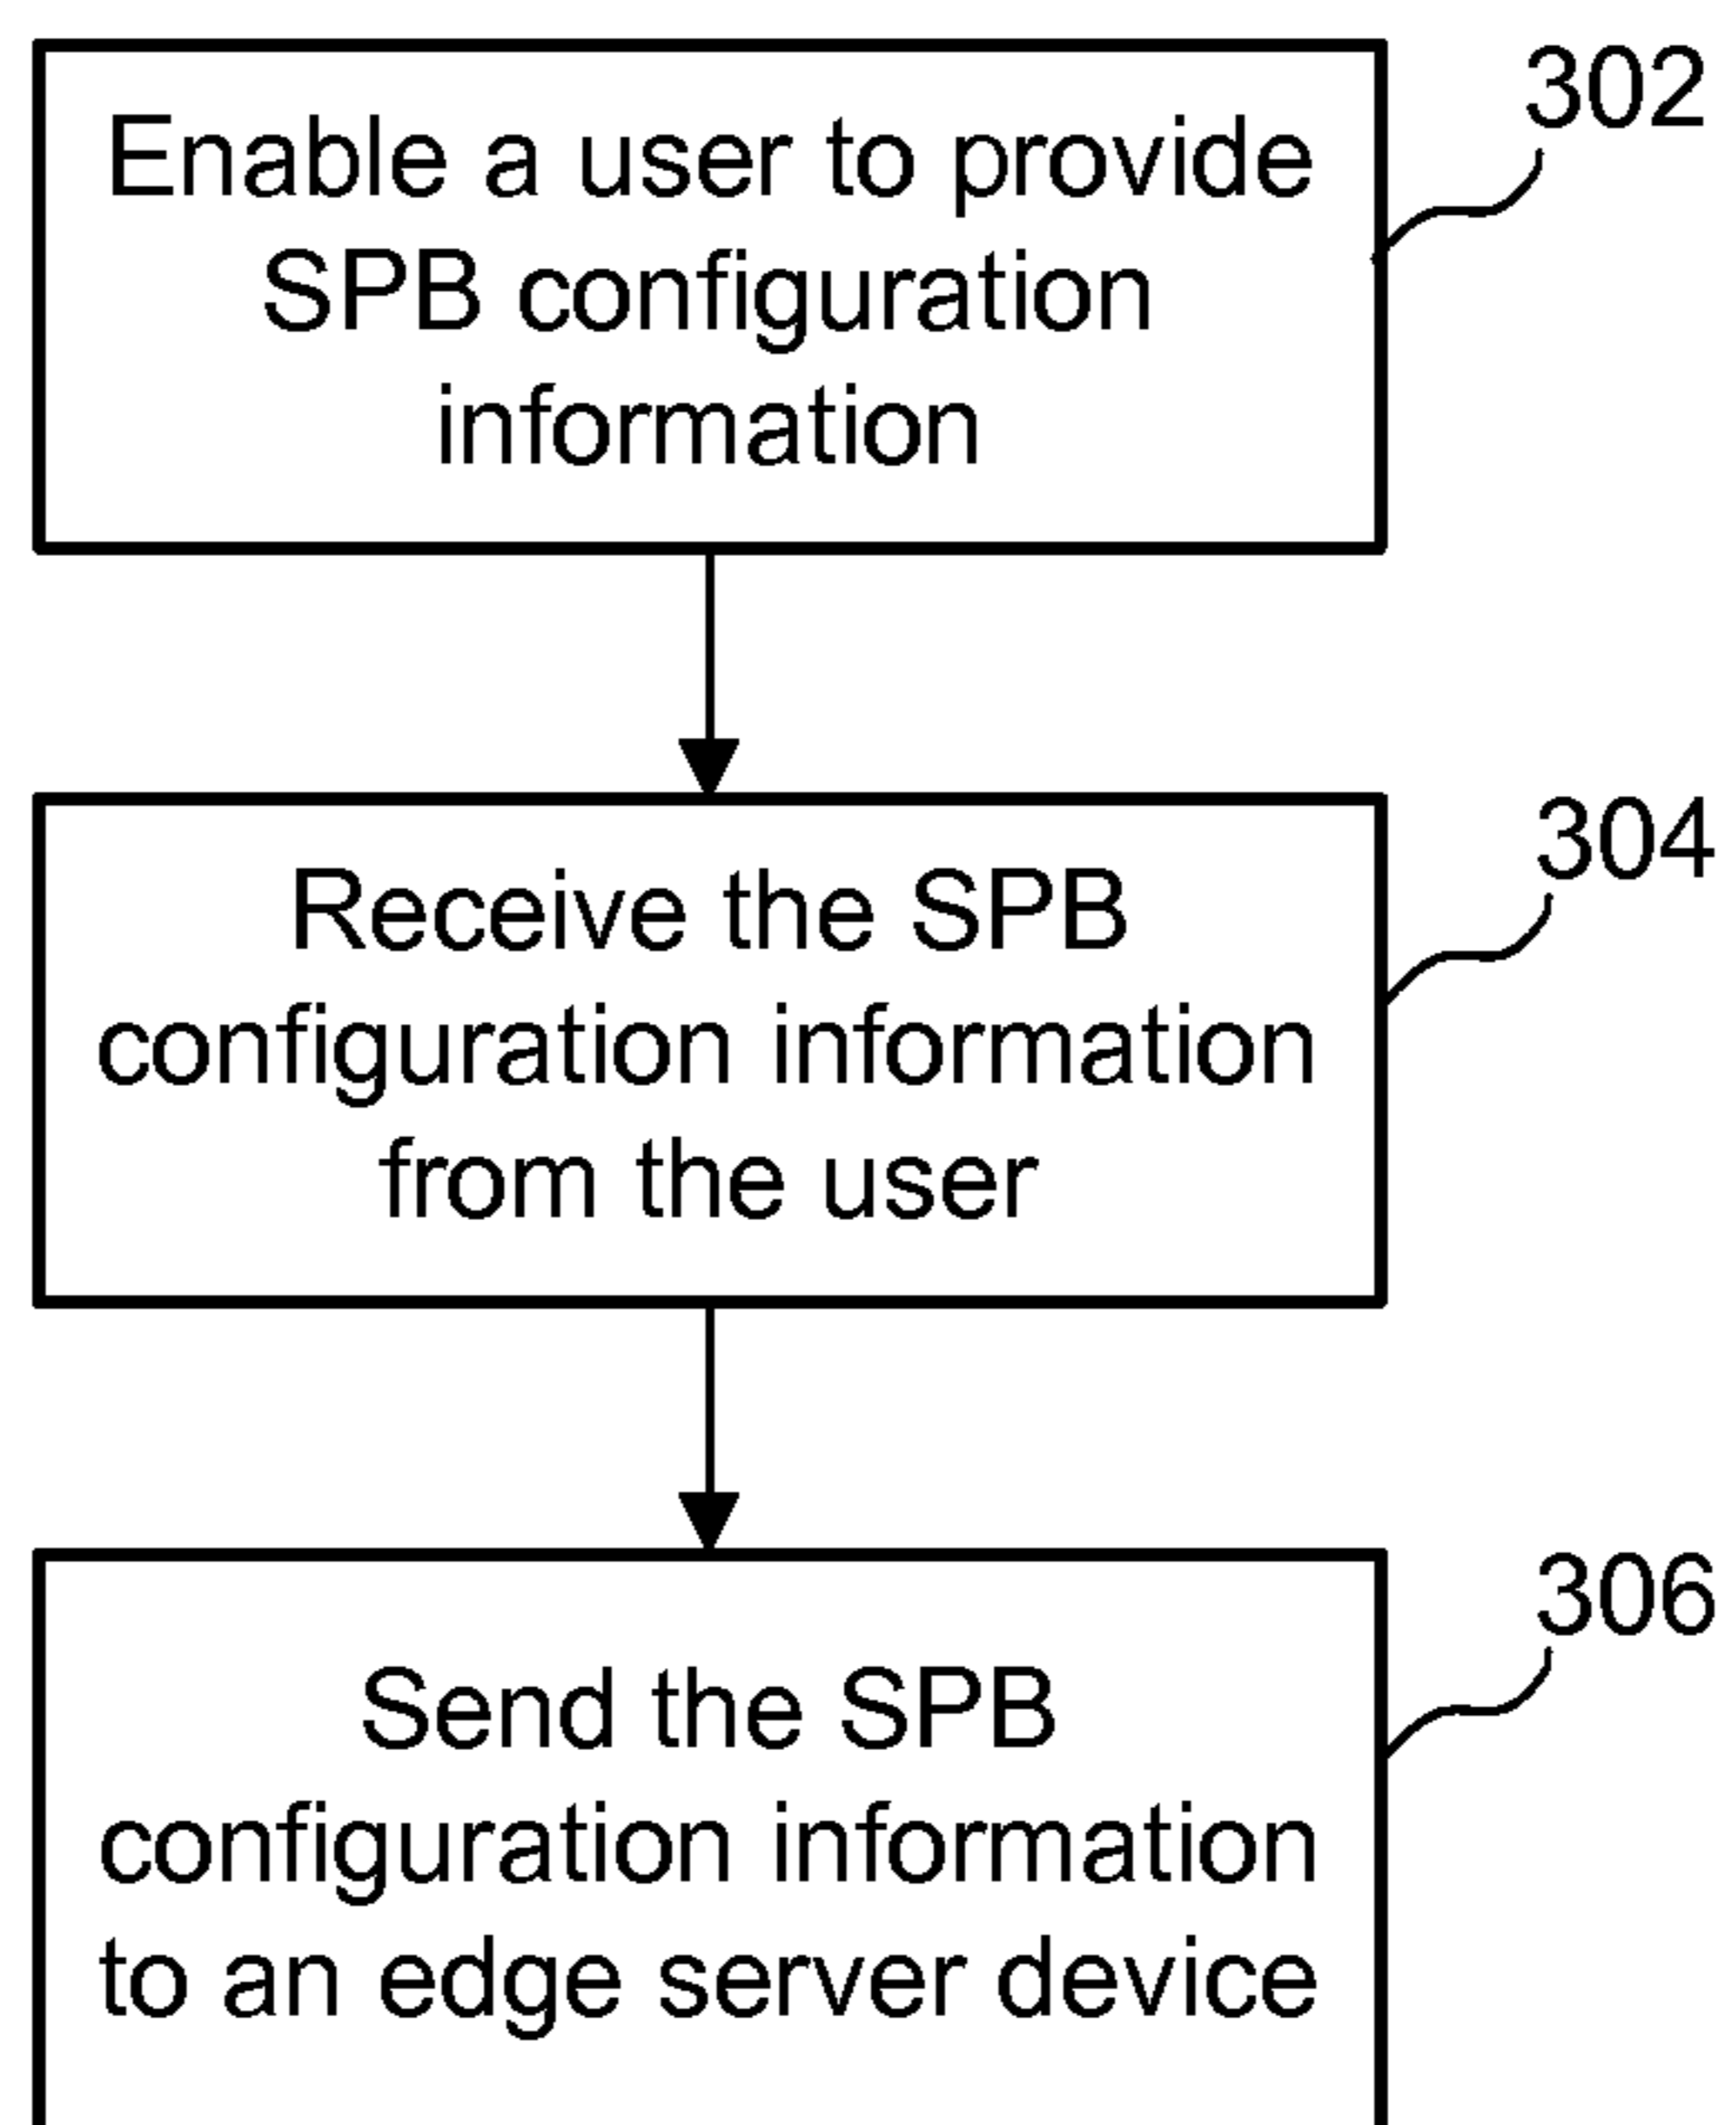 302
Enable a user to provide
SPB configuration
information
304
Receive the SPB
configuration information
from the user
306
Send the SPB
configuration information
to an edge server device